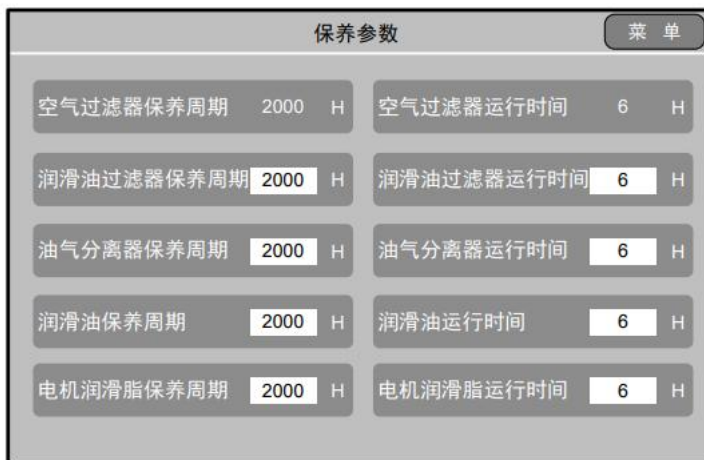 保养参数
菜 单
空气过滤器保养周期 2000 H 空气过滤器运行时间 6 H
润滑油过滤器保养周期 2000 H 润滑油过滤器运行时间 6 H
油气分离器保养周期 2000 H 油气分离器运行时间 6 H
润滑油保养周期 2000 H 润滑油运行时间 6 H
电机润滑脂保养周期 2000 H 电机润滑脂运行时间 6 H